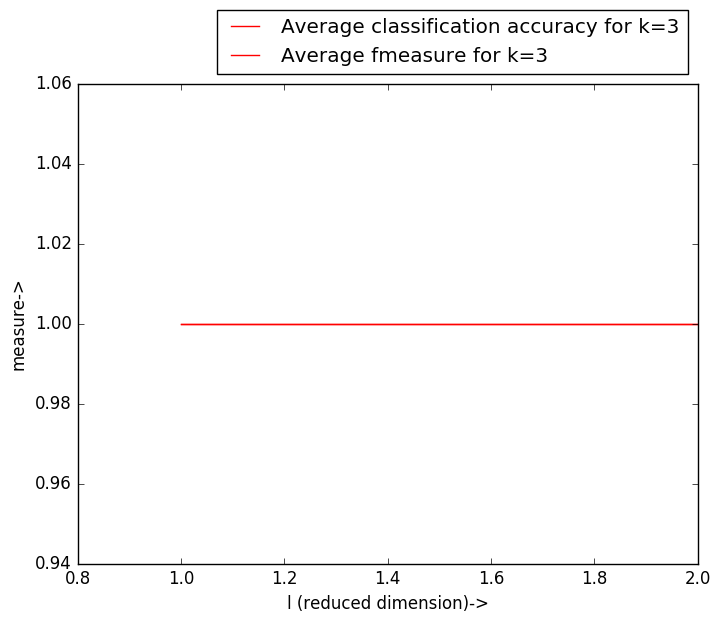 Average classification accuracy for k=3
Average fmeasure for k=3
1.06
1.04
1.02
1.00
0.98
0.96
0.94
measure->
0.8 1.0 1.2 1.4 1.6 1.8 2.0
l (reduced dimension)->